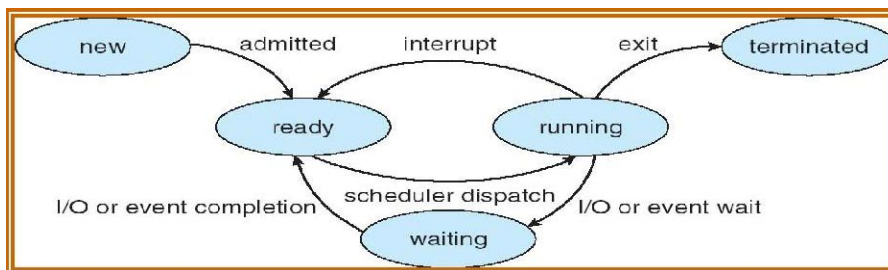 new
admitted
interrupt
exit
terminated
ready
running
scheduler dispatch
I/O or event completion
I/O or event wait
waiting